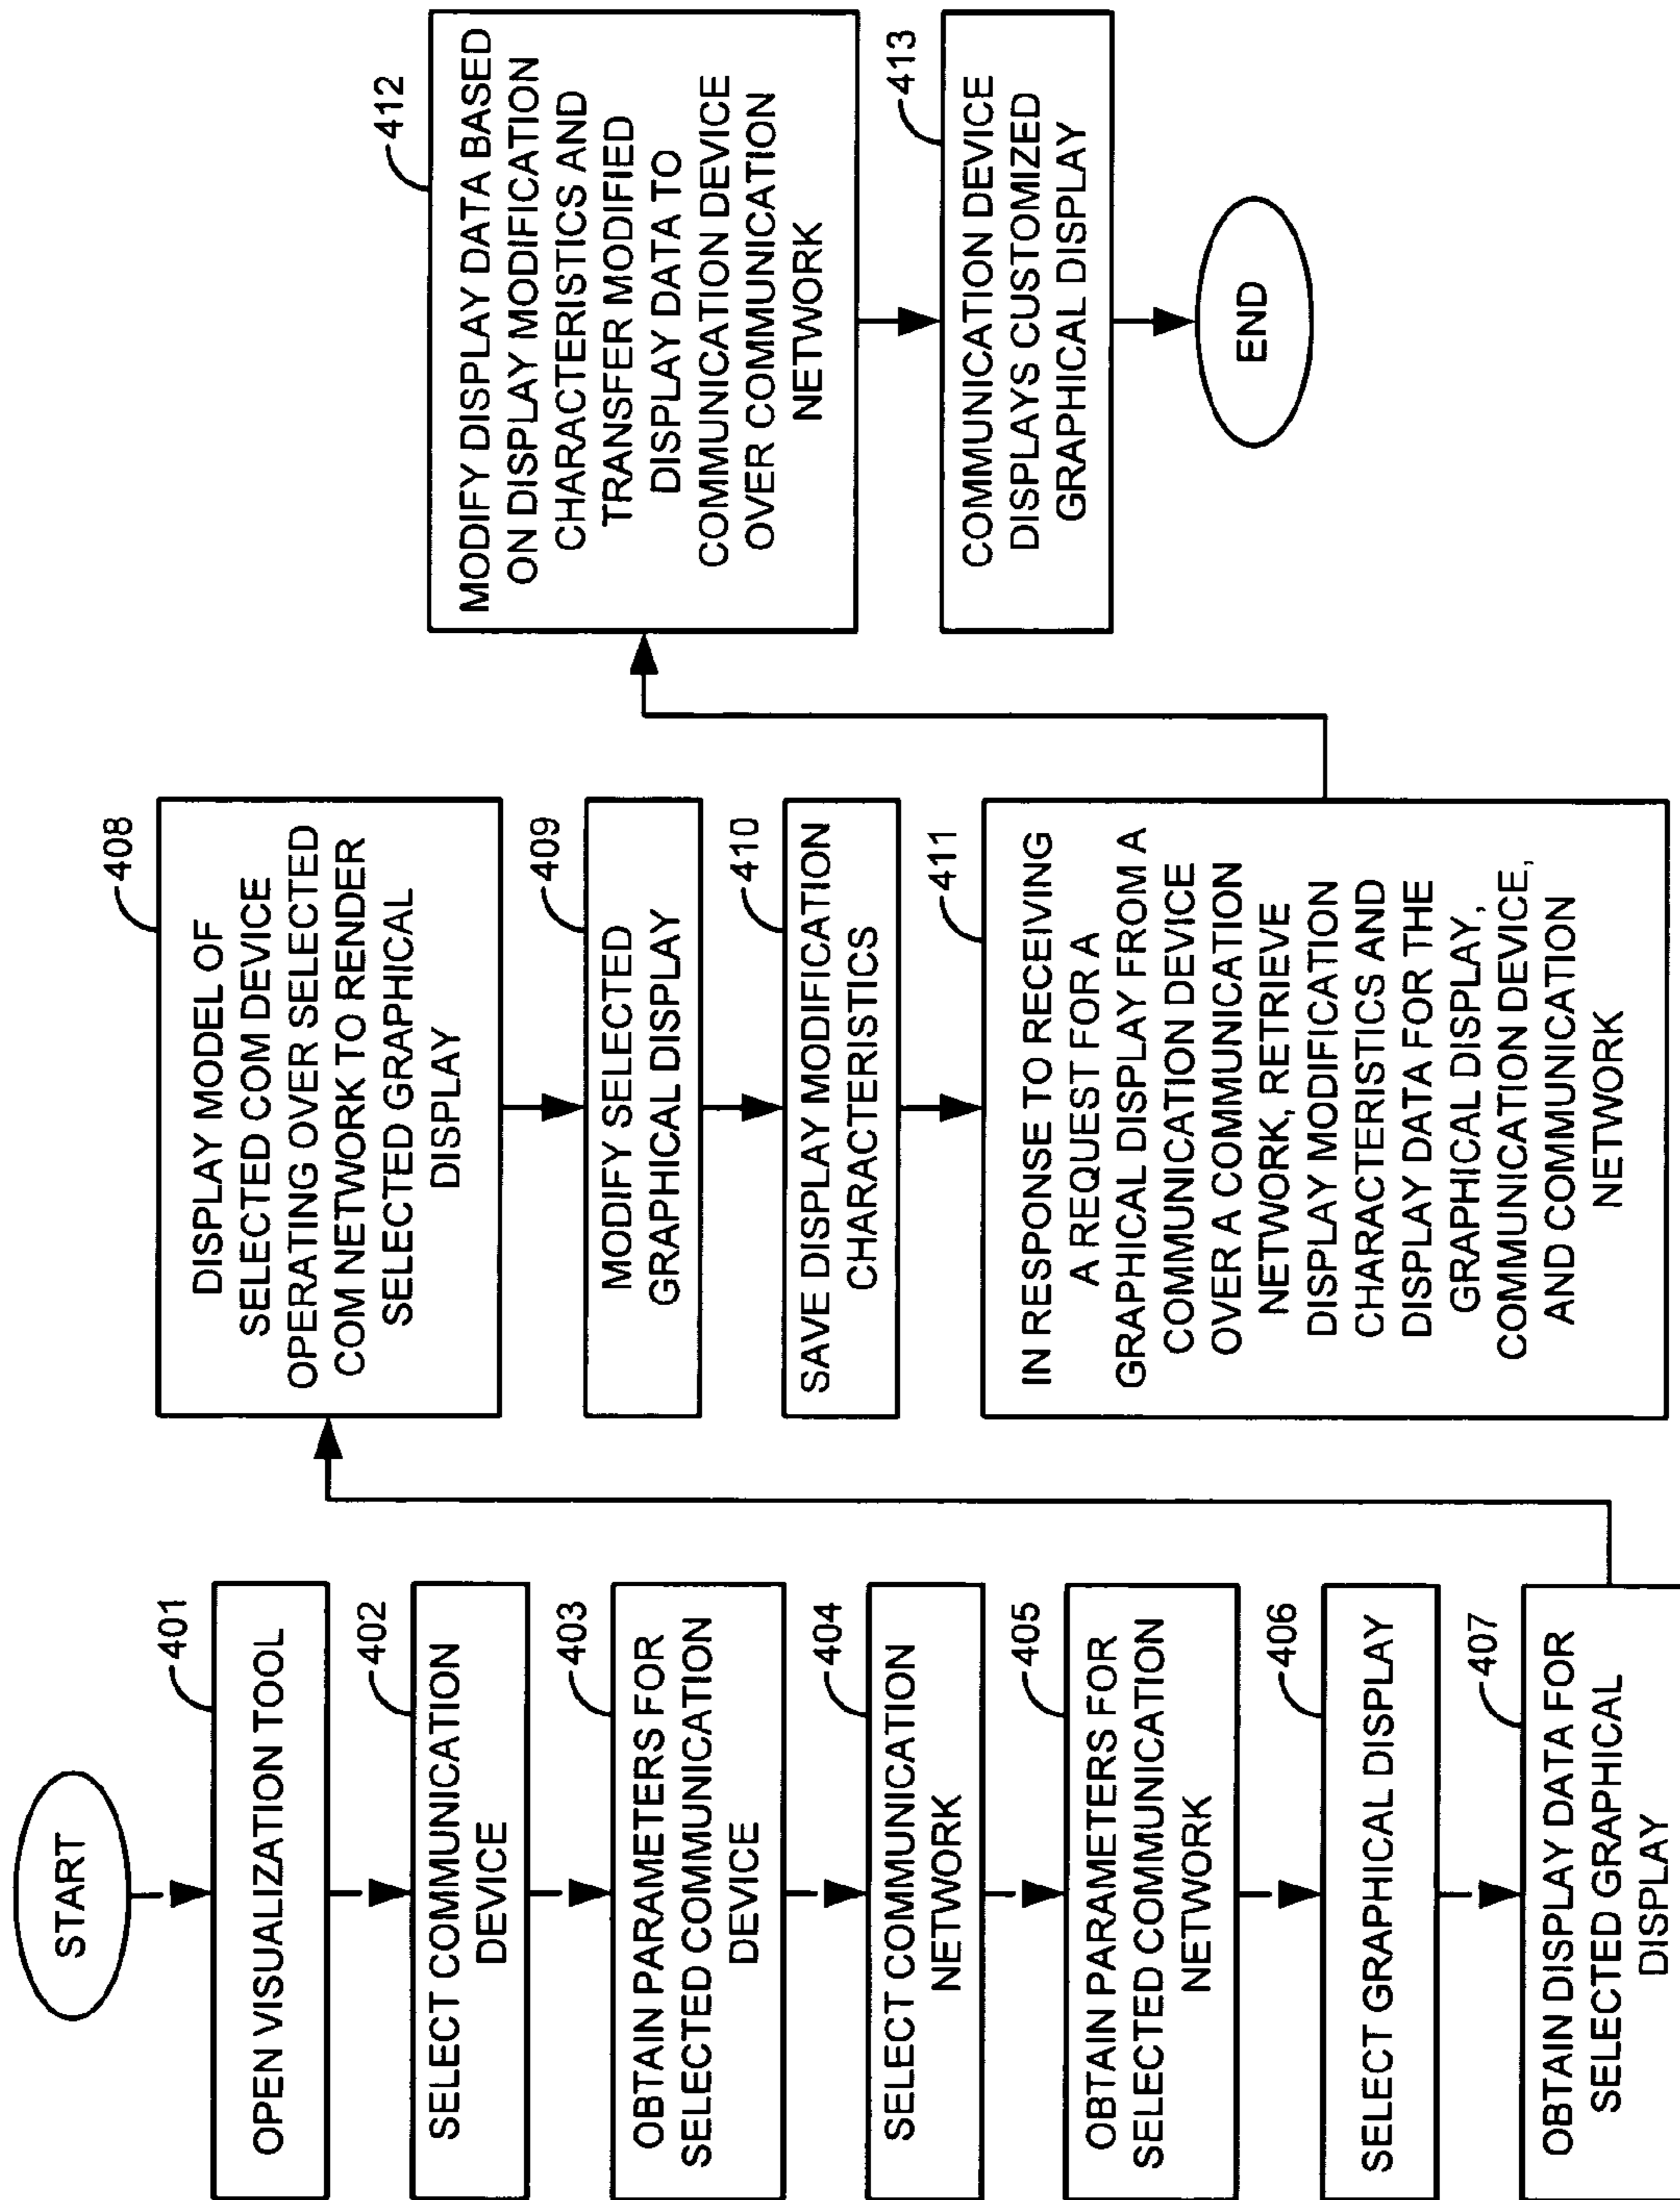 START
401
OPEN VISUALIZATION TOOL
402
SELECT COMMUNICATION
DEVICE
403
OBTAIN PARAMETERS FOR
SELECTED COMMUNICATION
DEVICE
404
SELECT COMMUNICATION
NETWORK
405
OBTAIN PARAMETERS FOR
SELECTED COMMUNICATION
NETWORK
406
SELECT GRAPHICAL DISPLAY
407
OBTAIN DISPLAY DATA FOR
SELECTED GRAPHICAL
DISPLAY
408
DISPLAY MODEL OF
SELECTED COM DEVICE
OPERATING OVER SELECTED
COM NETWORK TO RENDER
SELECTED GRAPHICAL
DISPLAY
409
MODIFY SELECTED
GRAPHICAL DISPLAY
410
SAVE DISPLAY MODIFICATION
CHARACTERISTICS
411
IN RESPONSE TO RECEIVING
A REQUEST FOR A
GRAPHICAL DISPLAY FROM A
COMMUNICATION DEVICE
OVER A COMMUNICATION
NETWORK, RETRIEVE
DISPLAY MODIFICATION
CHARACTERISTICS AND
DISPLAY DATA FOR THE
GRAPHICAL DISPLAY,
COMMUNICATION DEVICE,
AND COMMUNICATION
NETWORK
412
MODIFY DISPLAY DATA BASED
ON DISPLAY MODIFICATION
CHARACTERISTICS AND
TRANSFER MODIFIED
DISPLAY DATA TO
COMMUNICATION DEVICE
OVER COMMUNICATION
NETWORK
413
COMMUNICATION DEVICE
DISPLAYS CUSTOMIZED
GRAPHICAL DISPLAY
END